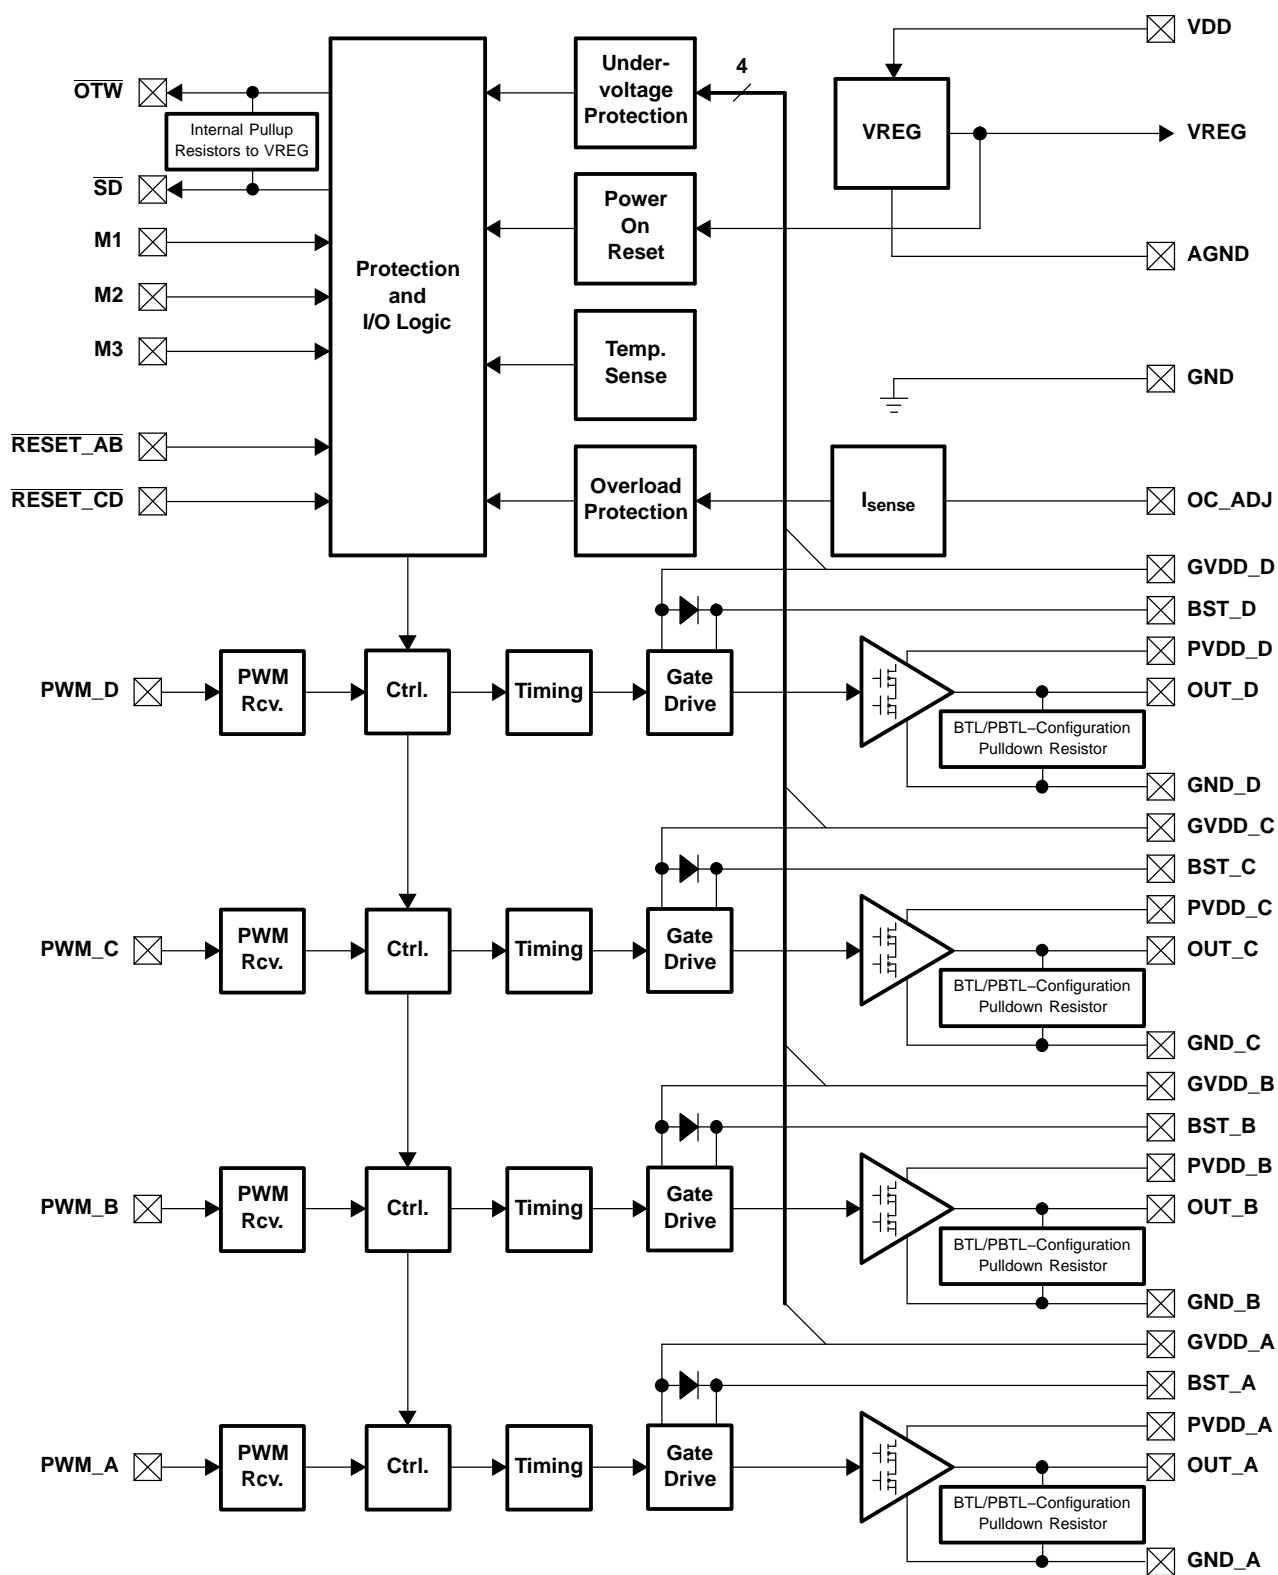 VDD
Under-
voltage
Protection
4
OTW
Internal Pullup
Resistors to VREG
VREG
VREG
SD
M1
Power
On
Reset
AGND
Protection
and
I/O Logic
M2
M3
Temp.
Sense
GND
RESET_AB
RESET_CD
Overload
Protection
Isense
OC_ADJ
GVDD_D
BST_D
PVDD_D
PWM_D
PWM
Rcv.
Ctrl.
Timing
Gate
Drive
OUT_D
BTL/PBTL−Configuration
Pulldown Resistor
GND_D
GVDD_C
BST_C
PVDD_C
PWM_C
PWM
Rcv.
Ctrl.
Timing
Gate
Drive
OUT_C
BTL/PBTL−Configuration
Pulldown Resistor
GND_C
GVDD_B
BST_B
PVDD_B
PWM_B
PWM
Rcv.
Ctrl.
Timing
Gate
Drive
OUT_B
BTL/PBTL−Configuration
Pulldown Resistor
GND_B
GVDD_A
BST_A
PVDD_A
PWM_A
PWM
Rcv.
Ctrl.
Timing
Gate
Drive
OUT_A
BTL/PBTL−Configuration
Pulldown Resistor
GND_A